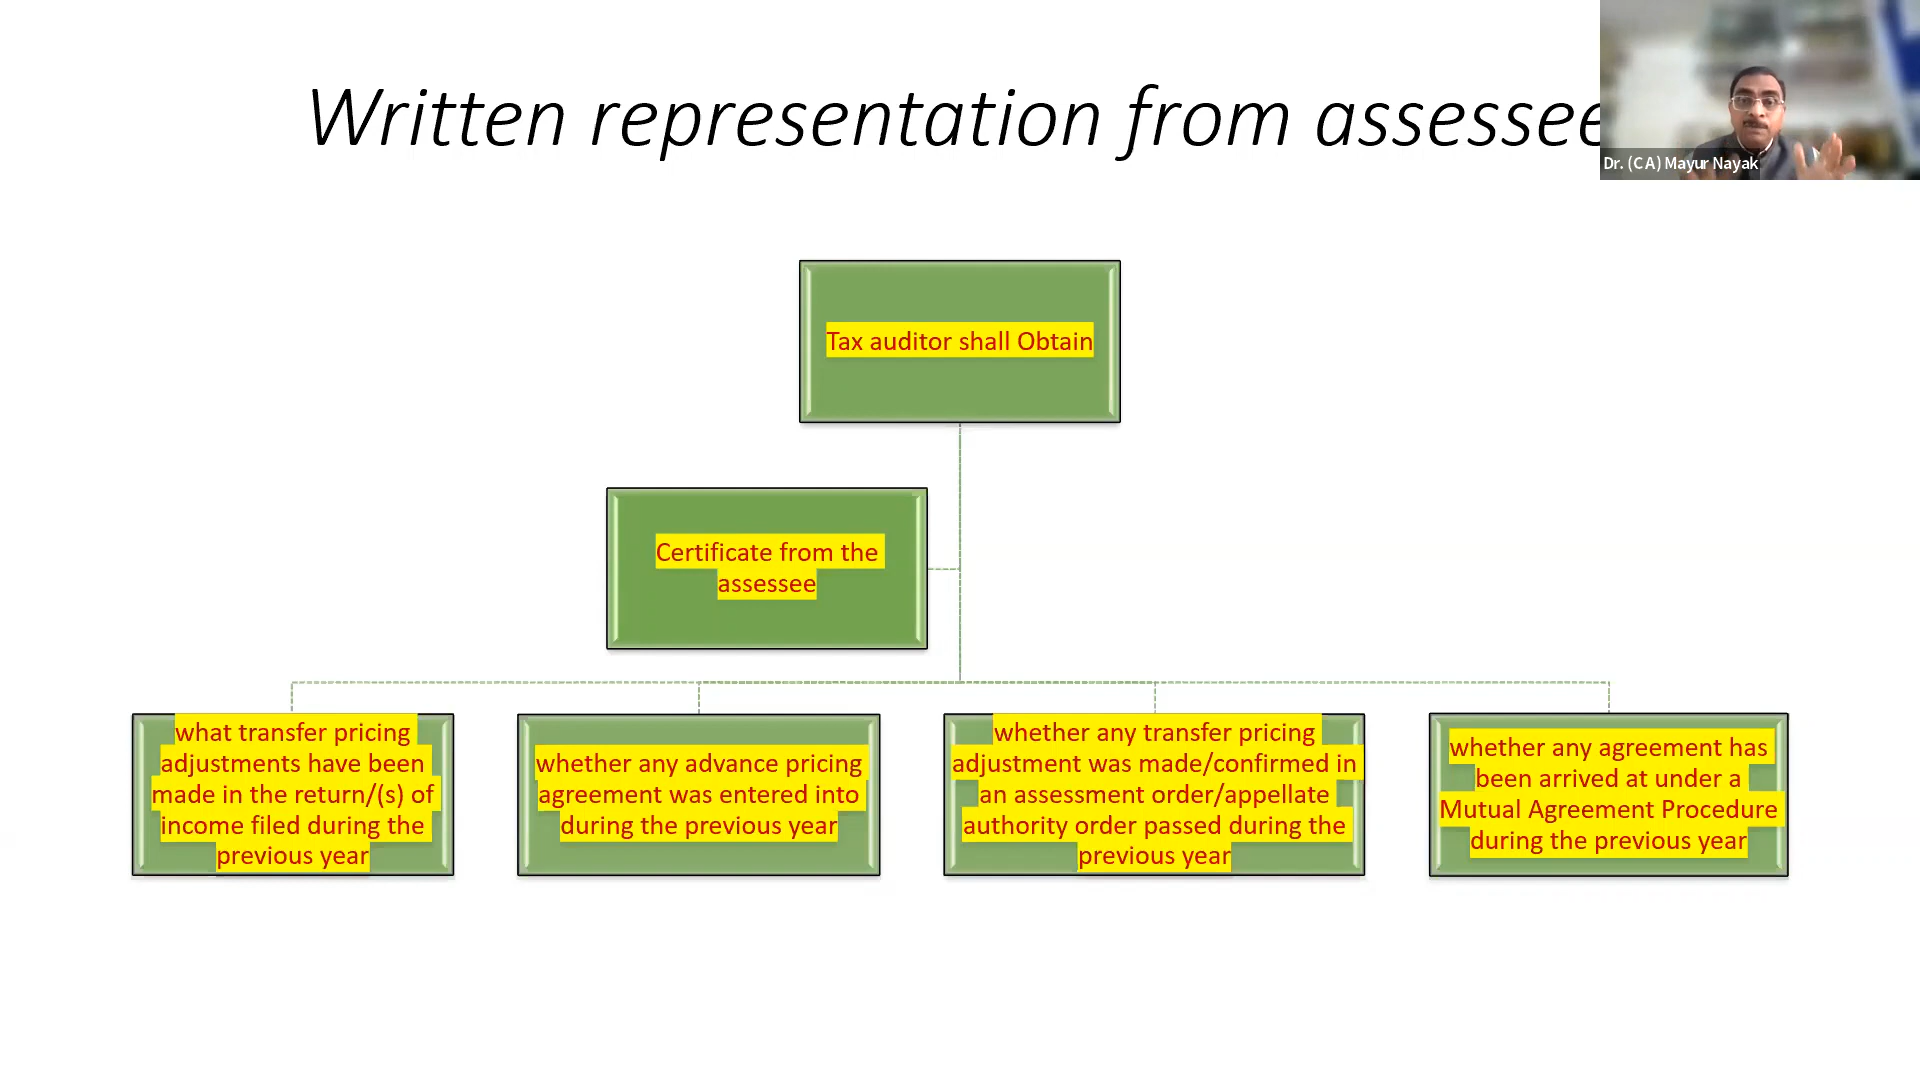 Written representation from assessee
Dr. (CA) Mayur Nayak
Tax auditor shall Obtain
Certificate from the
assessee
what transfer pricing
adjustments have been
made in the return/(s) of
income filed during the
previous year
whether any advance pricing
agreement was entered into
during the previous year
whether any transfer pricing
adjustment was made/confirmed in
an assessment order/appellate
authority order passed during the
previous year
whether any agreement has
been arrived at under a
Mutual Agreement Procedure
during the previous year